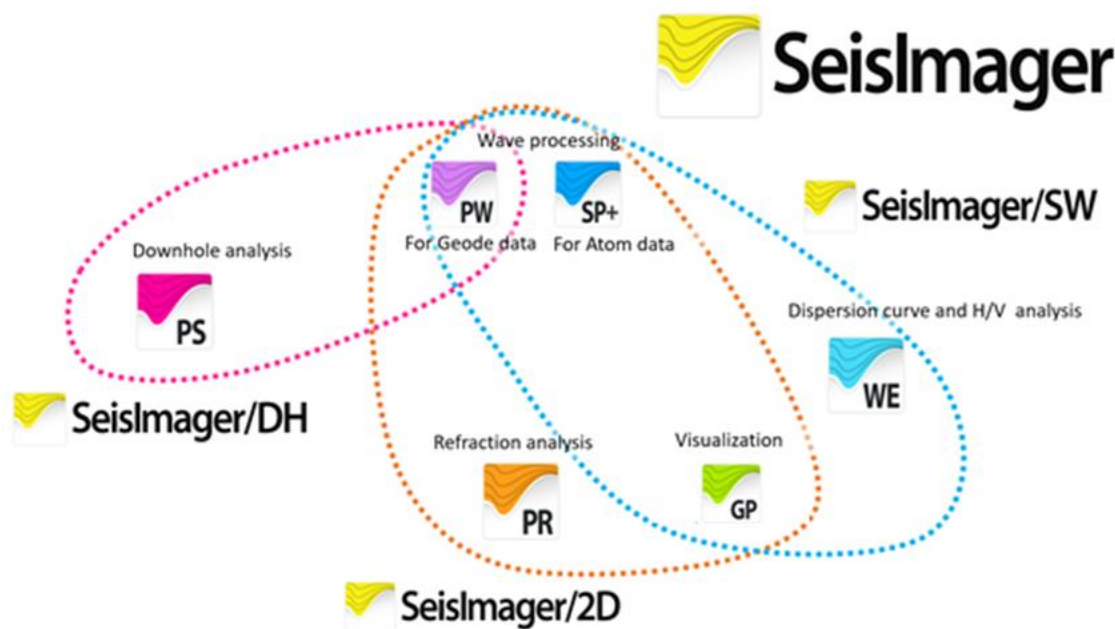 SeisImager
Wave processing
PW
SP+
SeisImager/SW
For Geode data
For Atom data
Downhole analysis
PS
Dispersion curve and H/V analysis
WE
SeisImager/DH
Refraction analysis
Visualization
PR
GP
SeisImager/2D